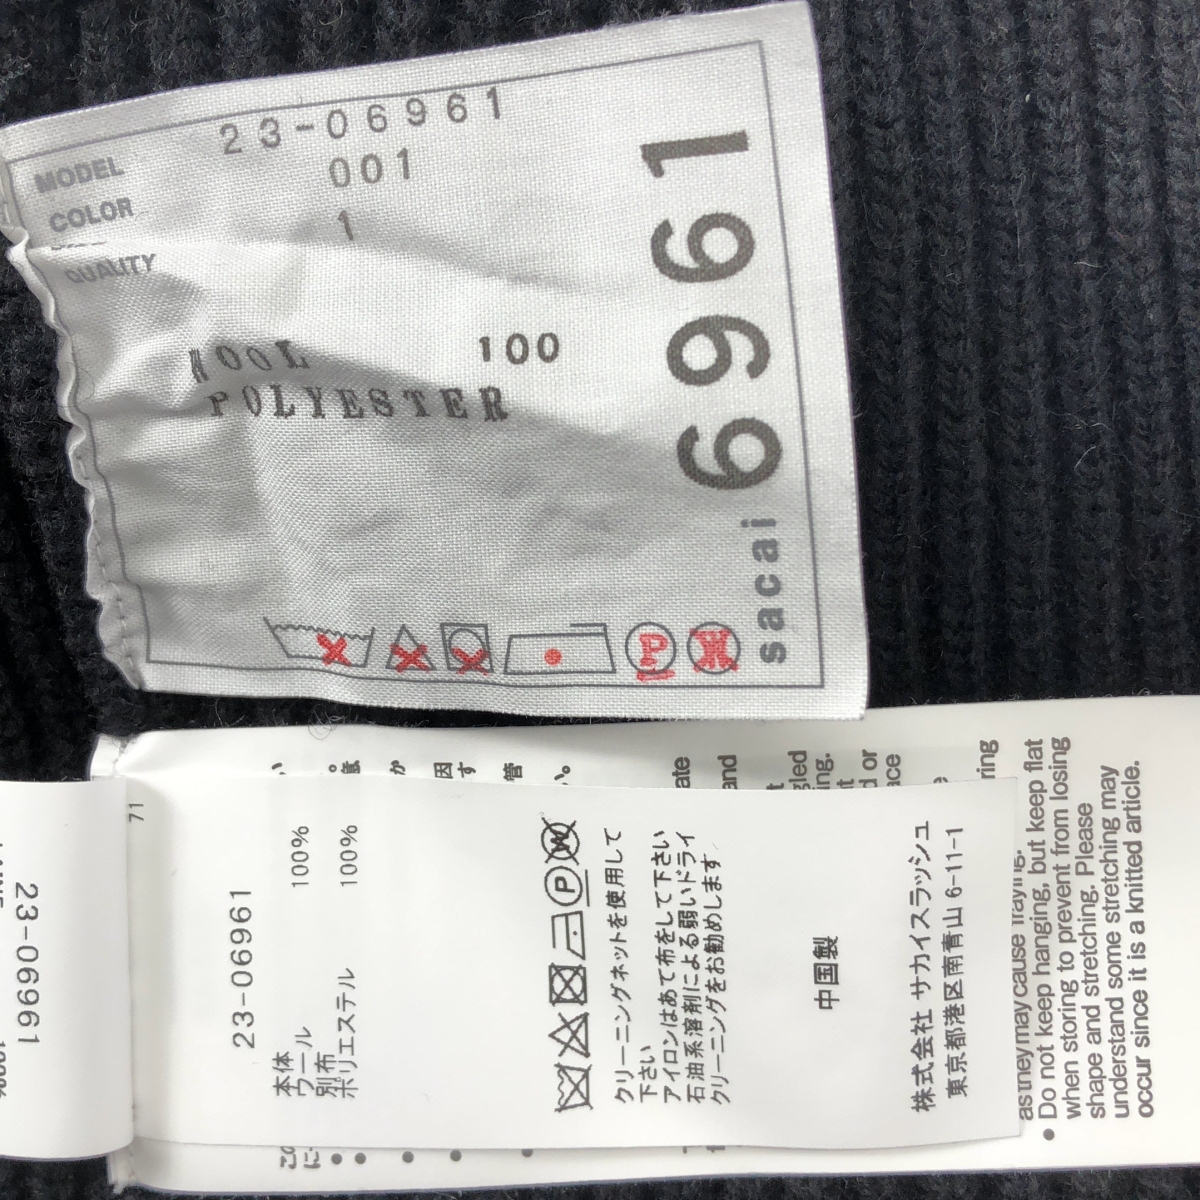 MODEL 23-06961
COLOR 001
1
QUALITY
WOOL 100
POLYESTER
sacai 6961
71
23-06961
本体
ウール 100%
別布
ポリエステル 100%
クリーニングネットを使用して
下さい
アイロンはあて布をして下さい
石油系溶剤による弱いドライ
クリーニングをお勧めします
中国製
株式会社 サカイスラッシュ
東京都港区南青山 6-11-1
23-06961
as they may cause fraying.
• Do not keep hanging, but keep flat
when storing to prevent from losing
shape and stretching. Please
understand some stretching may
occur since it is a knitted article.